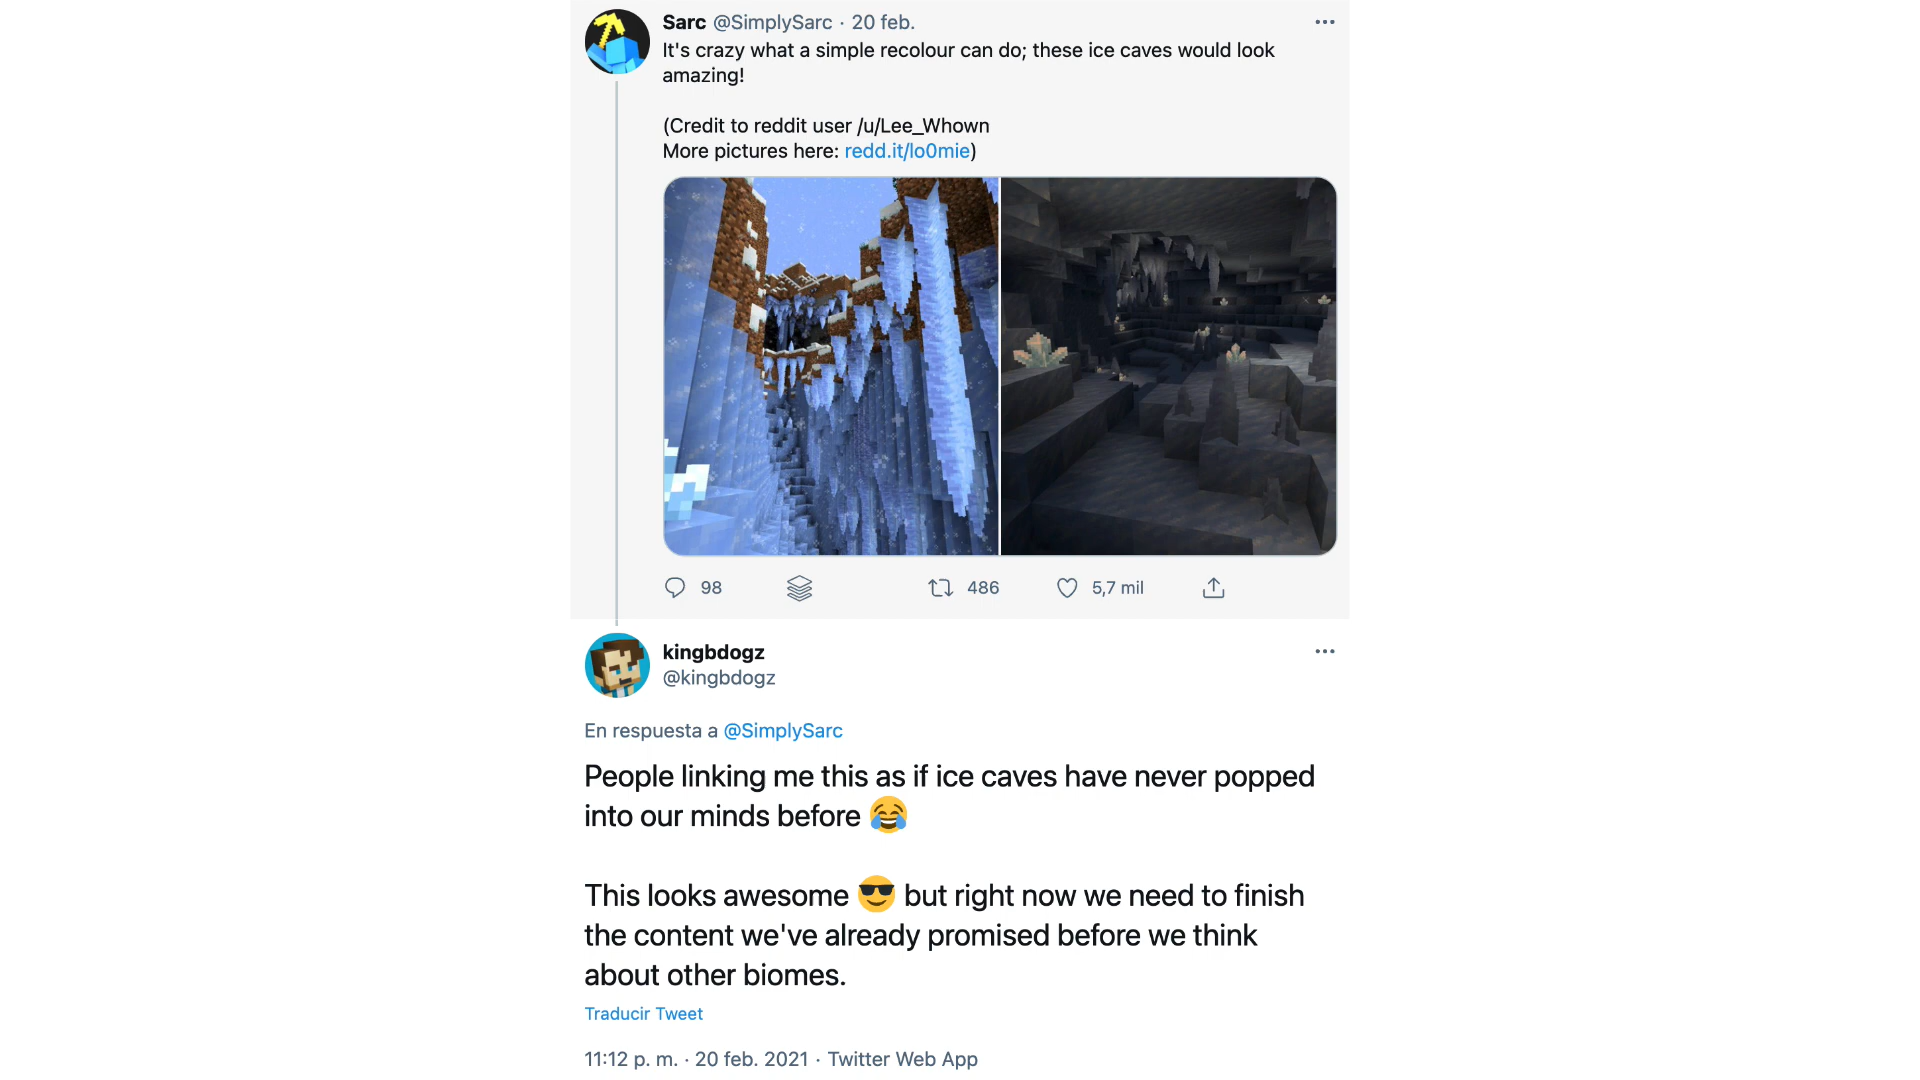 Sarc @SimplySarc · 20 feb.
It's crazy what a simple recolour can do; these ice caves would look
amazing!
(Credit to reddit user /u/Lee_Whown
More pictures here: redd.it/lo0mie)
98 486 5,7 mil
kingbdogz
@kingbdogz
En respuesta a @SimplySarc
People linking me this as if ice caves have never popped
into our minds before 😂
This looks awesome 😎 but right now we need to finish
the content we've already promised before we think
about other biomes.
Traducir Tweet
11:12 p. m. · 20 feb. 2021 · Twitter Web App